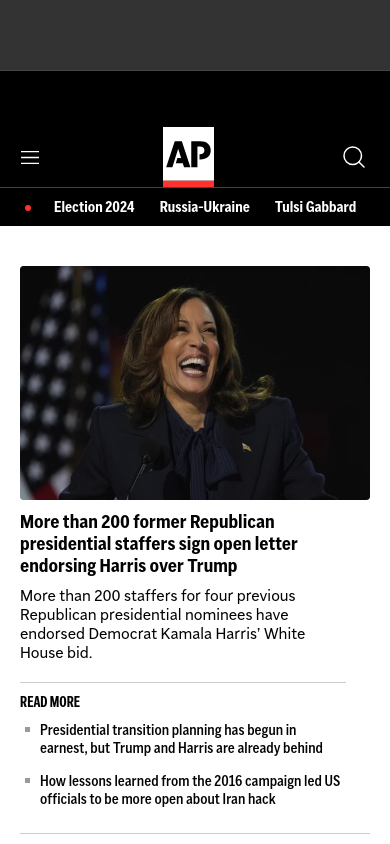 AP
Election 2024 Russia-Ukraine Tulsi Gabbard
More than 200 former Republican
presidential staffers sign open letter
endorsing Harris over Trump
More than 200 staffers for four previous
Republican presidential nominees have
endorsed Democrat Kamala Harris’ White
House bid.
READ MORE
Presidential transition planning has begun in
earnest, but Trump and Harris are already behind
How lessons learned from the 2016 campaign led US
officials to be more open about Iran hack